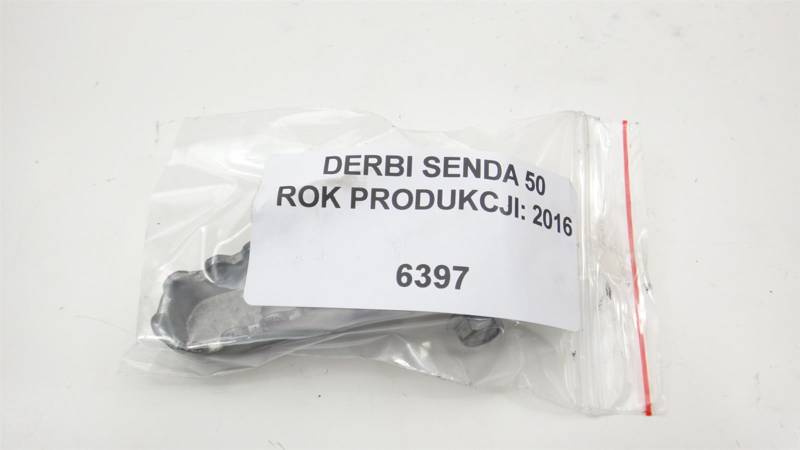 DERBI SENDA 50
ROK PRODUKCJI: 2016
6397